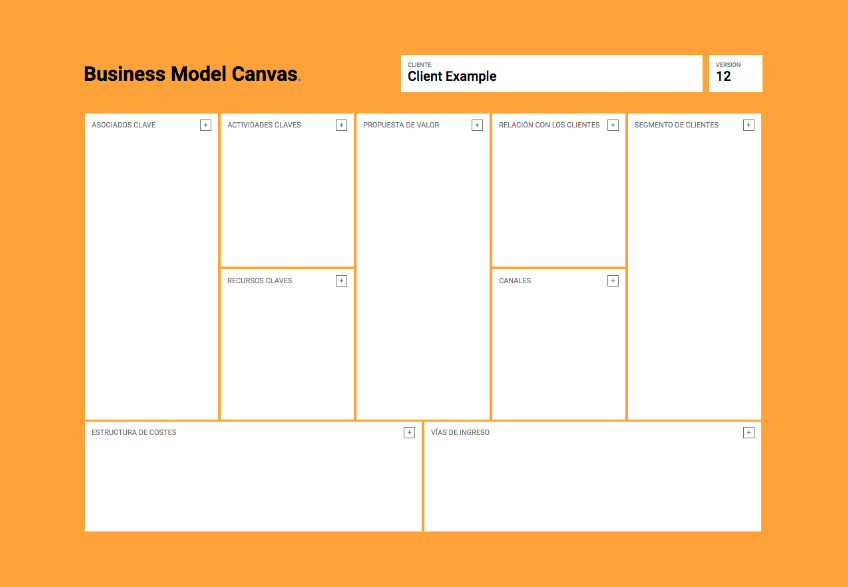 Business Model Canvas.
CLIENTE
Client Example
VERSIÓN
12
ASOCIADOS CLAVE +
ACTIVIDADES CLAVES +
PROPUESTA DE VALOR +
RELACIÓN CON LOS CLIENTES +
SEGMENTO DE CLIENTES +
RECURSOS CLAVES +
CANALES +
ESTRUCTURA DE COSTES +
VÍAS DE INGRESO +